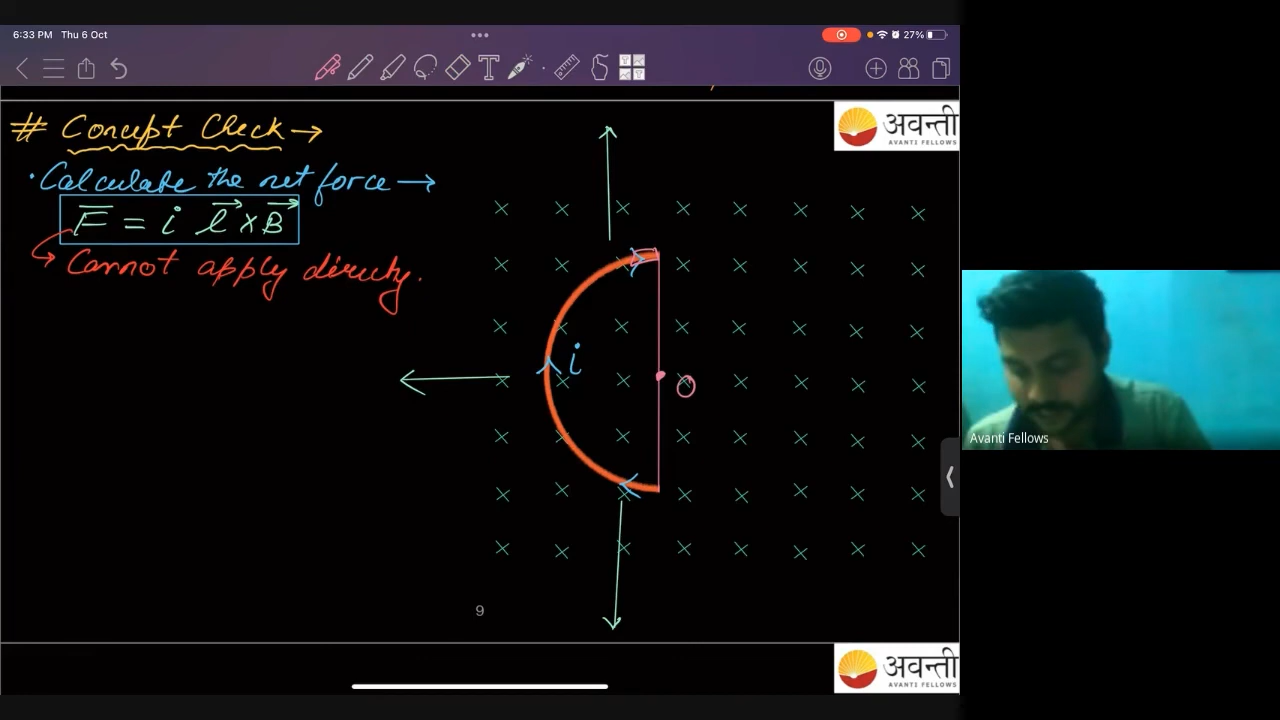 6:33 PM Thu 6 Oct
27%
# Concept Check →
अवन्ती
AVANTI FELLOWS
· Calculate the net force →
F = i l × B
Cannot apply directly.
i
O
Avanti Fellows
9
अवन्ती
AVANTI FELLOWS